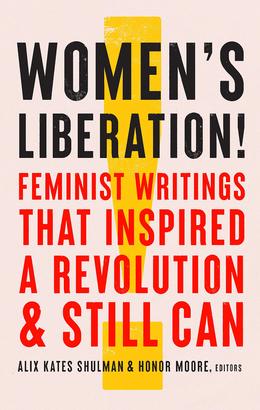 WOMEN'S
LIBERATION!
FEMINIST WRITINGS
THAT INSPIRED
A REVOLUTION
& STILL CAN
ALIX KATES SHULMAN & HONOR MOORE, EDITORS